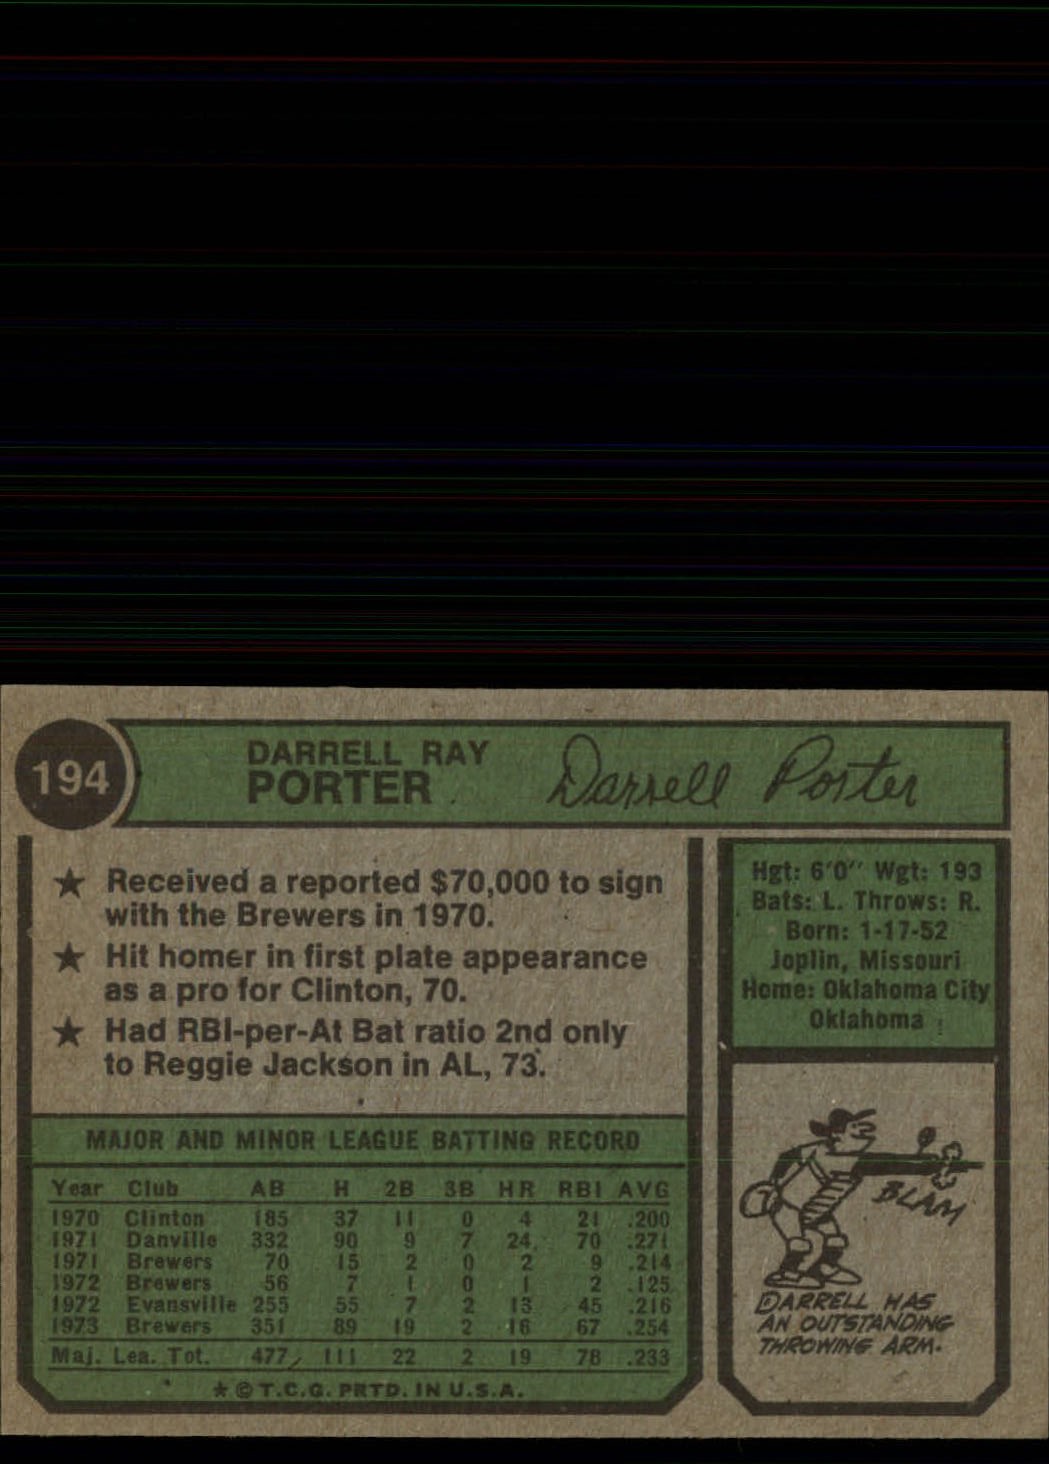 194
DARRELL RAY
PORTER
Darrell Porter
★ Received a reported $70,000 to sign
with the Brewers in 1970.
★ Hit homer in first plate appearance
as a pro for Clinton, 70.
★ Had RBI-per-At Bat ratio 2nd only
to Reggie Jackson in AL, 73.
MAJOR AND MINOR LEAGUE BATTING RECORD
Year Club AB H 2B 3B HR RBI AVG
1970 Clinton 185 37 11 0 4 21 .200
1971 Danville 332 90 9 7 24 70 .271
1971 Brewers 70 15 2 0 2 9 .214
1972 Brewers 56 7 1 0 1 2 .125
1972 Evansville 255 55 7 2 13 45 .216
1973 Brewers 351 89 19 2 16 67 .254
Maj. Lea. Tot. 477 111 22 2 19 78 .233
★ © T.C.G. PRTD. IN U.S.A.
Hgt: 6'0" Wgt: 193
Bats: L. Throws: R.
Born: 1-17-52
Joplin, Missouri
Home: Oklahoma City
Oklahoma
BLAM
DARRELL HAS
AN OUTSTANDING
THROWING ARM.